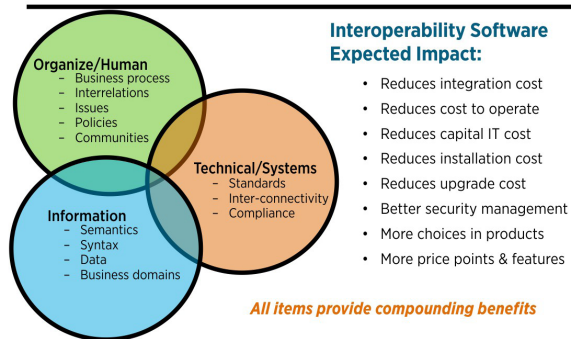 Organize/Human
– Business process
– Interrelations
– Issues
– Policies
– Communities
Technical/Systems
– Standards
– Inter-connectivity
– Compliance
Information
– Semantics
– Syntax
– Data
– Business domains
Interoperability Software
Expected Impact:
• Reduces integration cost
• Reduces cost to operate
• Reduces capital IT cost
• Reduces installation cost
• Reduces upgrade cost
• Better security management
• More choices in products
• More price points & features
All items provide compounding benefits